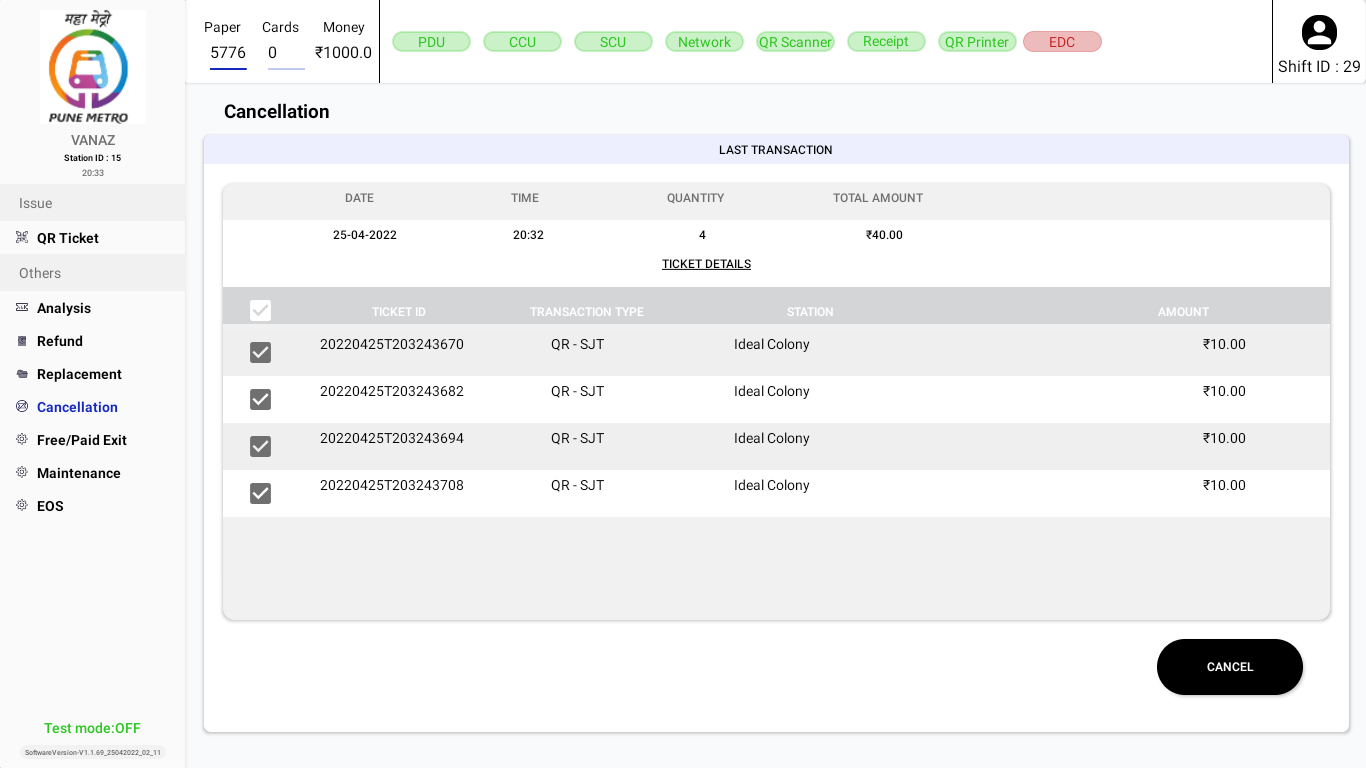 महा मेट्रो
PUNE METRO
VANAZ
Station ID : 15
20:33
Issue
QR Ticket
Others
Analysis
Refund
Replacement
Cancellation
Free/Paid Exit
Maintenance
EOS
Test mode:OFF
SoftwareVersion-V1.1.69_25042022_02_11
Paper Cards Money
5776 0 ₹1000.0
PDU CCU SCU Network QR Scanner Receipt QR Printer EDC
Shift ID : 29
Cancellation
LAST TRANSACTION
DATE TIME QUANTITY TOTAL AMOUNT
25-04-2022 20:32 4 ₹40.00
TICKET DETAILS
TICKET ID TRANSACTION TYPE STATION AMOUNT
20220425T203243670 QR - SJT Ideal Colony ₹10.00
20220425T203243682 QR - SJT Ideal Colony ₹10.00
20220425T203243694 QR - SJT Ideal Colony ₹10.00
20220425T203243708 QR - SJT Ideal Colony ₹10.00
CANCEL